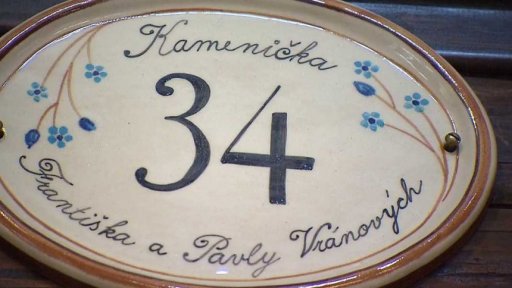 Kamenička
34
Františka a Pavly Vránových